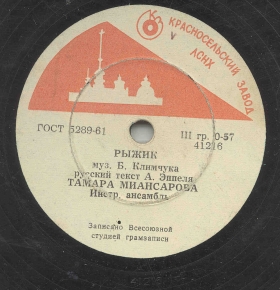 КРАСНОСЕЛЬСКИЙ ЗАВОД
ЛСНХ
ГОСТ 5289-61
III гр. 0-57
41216
РЫЖИК
муз. Б. Климчука
русский текст А. Эппеля
ТАМАРА МИАНСАРОВА
Инстр. ансамбль
Записано Всесоюзной
студией грамзаписи